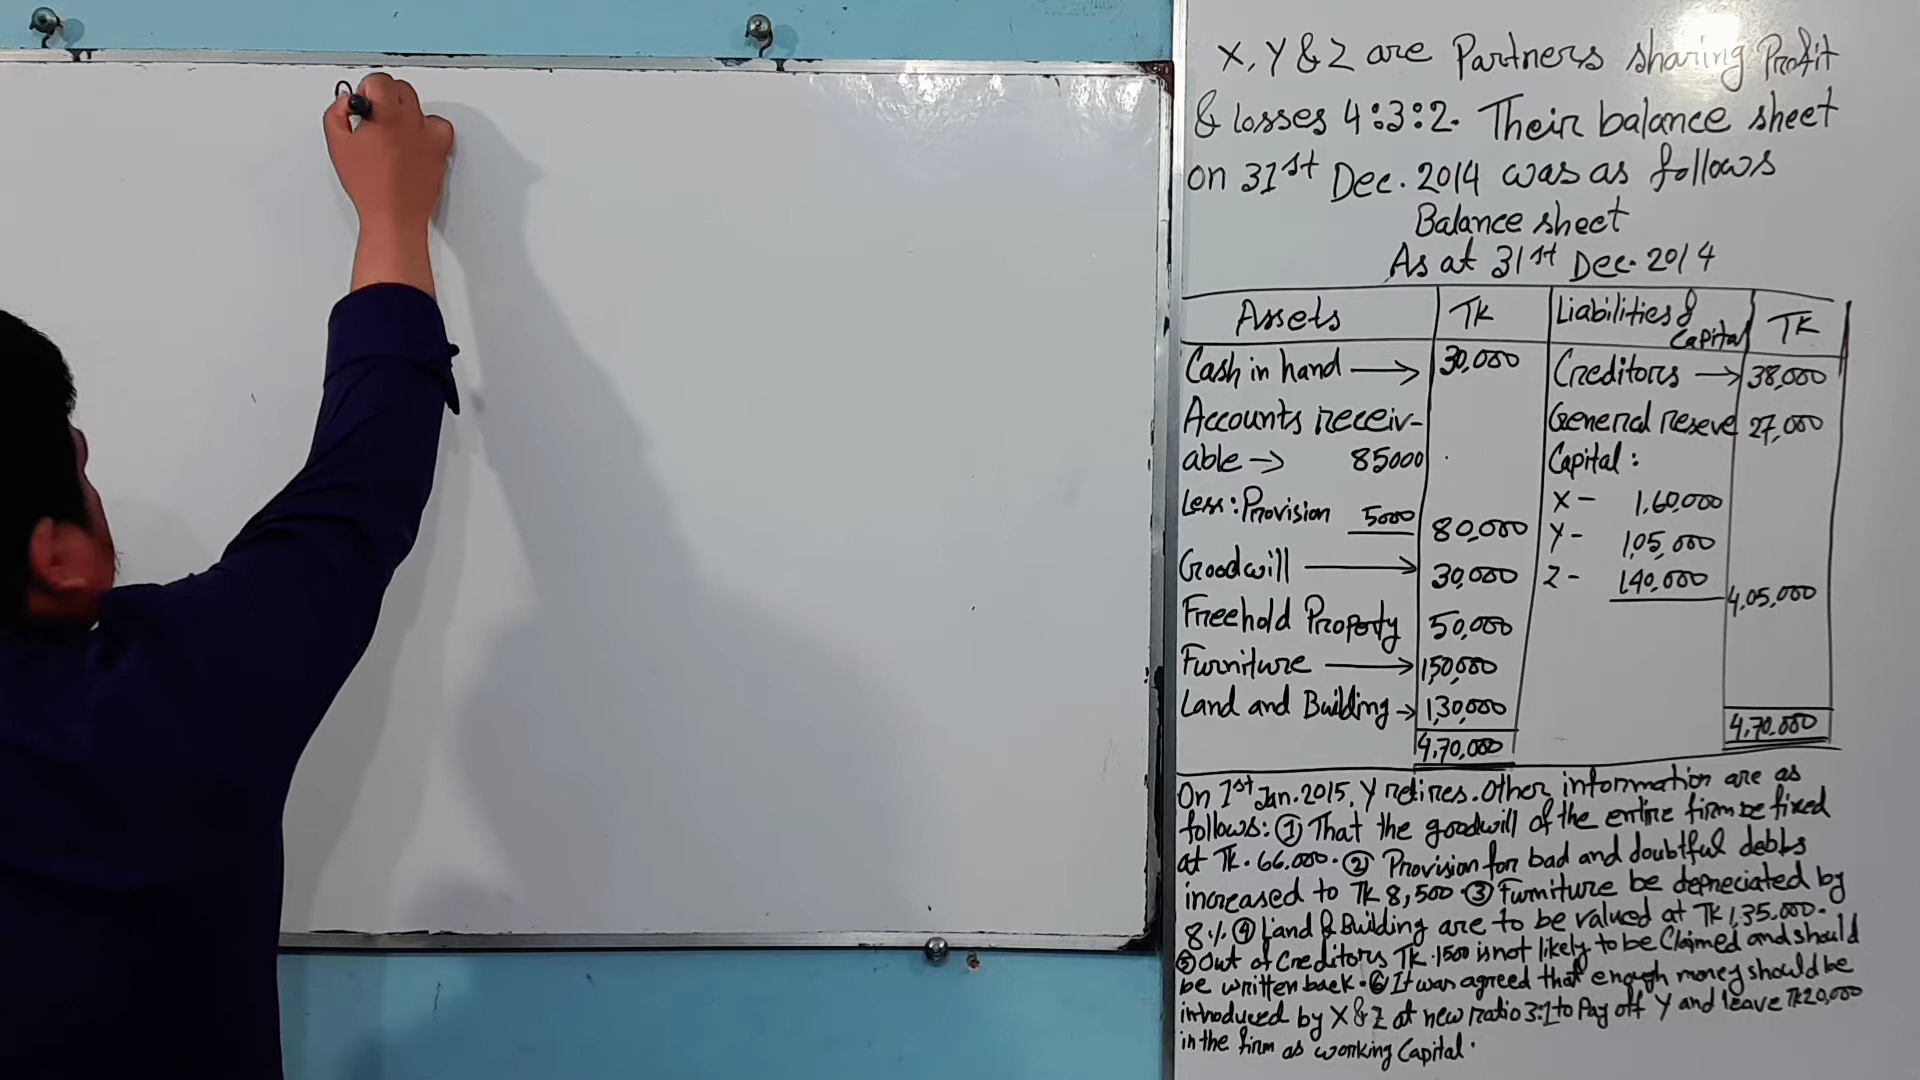 X, Y & Z are Partners sharing Profit
& losses 4:3:2. Their balance sheet
on 31st Dec. 2014 was as follows
Balance sheet
As at 31st Dec. 2014
Assets TK Liabilities & Capital TK
Cash in hand → 30,000 Creditors → 38,000
Accounts receiv- General reseve 27,000
able → 85000 Capital:
Less: Provision 5000 80,000 X - 1,60,000
Y - 1,05,000
Goodwill → 30,000 Z - 1,40,000 4,05,000
Freehold Property 50,000
Furniture → 1,50,000
Land and Building → 1,30,000
4,70,000 4,70,000
On 1st Jan. 2015, Y retires. Other information are as
follows: ① That the goodwill of the entire firm be fixed
at TK. 66.000. ② Provision for bad and doubtful debts
increased to TK 8,500 ③ Furniture be depreciated by
8%. ④ Land & Building are to be valued at TK 1,35.000.
⑤ Out of Creditors TK. 1500 is not likely to be Claimed and should
be written back. ⑥ It was agreed that enough money should be
introduced by X & Z at new ratio 3:1 to Pay off Y and leave TK 20,000
in the firm as working Capital.